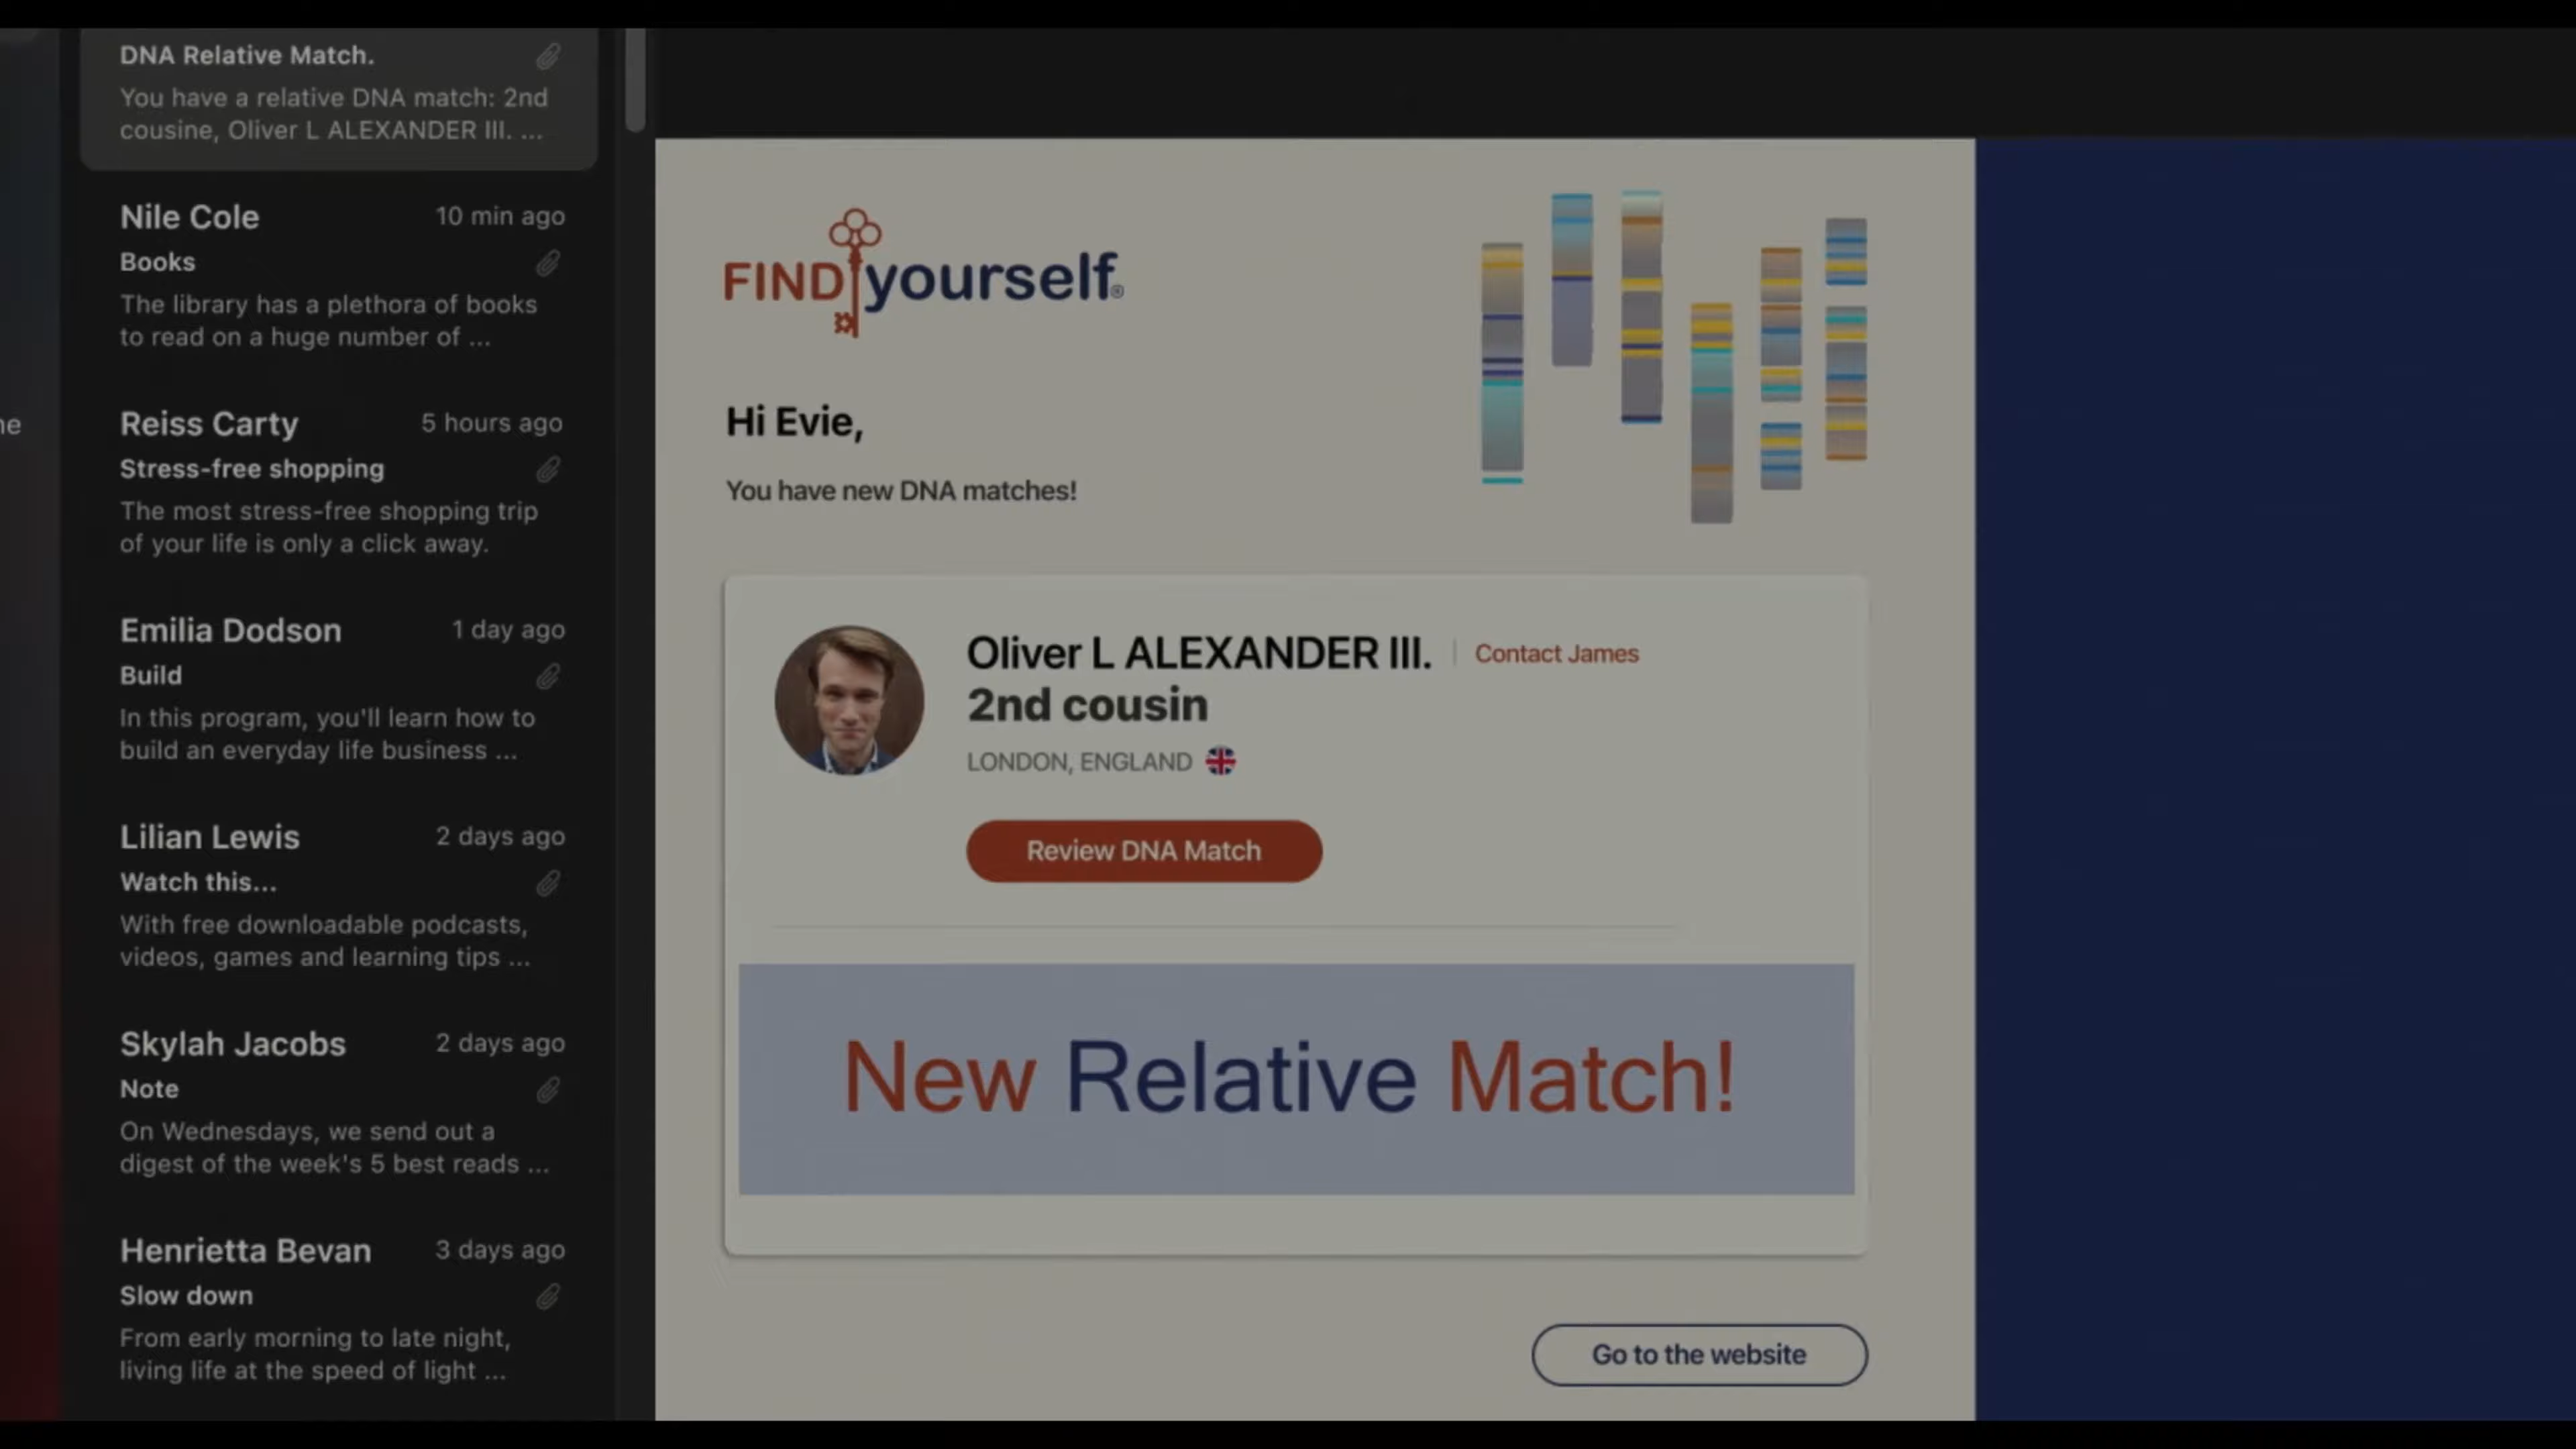 ne
DNA Relative Match.
You have a relative DNA match: 2nd
cousine, Oliver L ALEXANDER III. ...
Nile Cole 10 min ago
Books
The library has a plethora of books
to read on a huge number of ...
Reiss Carty 5 hours ago
Stress-free shopping
The most stress-free shopping trip
of your life is only a click away.
Emilia Dodson 1 day ago
Build
In this program, you'll learn how to
build an everyday life business ...
Lilian Lewis 2 days ago
Watch this...
With free downloadable podcasts,
videos, games and learning tips ...
Skylah Jacobs 2 days ago
Note
On Wednesdays, we send out a
digest of the week's 5 best reads ...
Henrietta Bevan 3 days ago
Slow down
From early morning to late night,
living life at the speed of light ...
FIND yourself®
Hi Evie,
You have new DNA matches!
Oliver L ALEXANDER III. | Contact James
2nd cousin
LONDON, ENGLAND
Review DNA Match
New Relative Match!
Go to the website